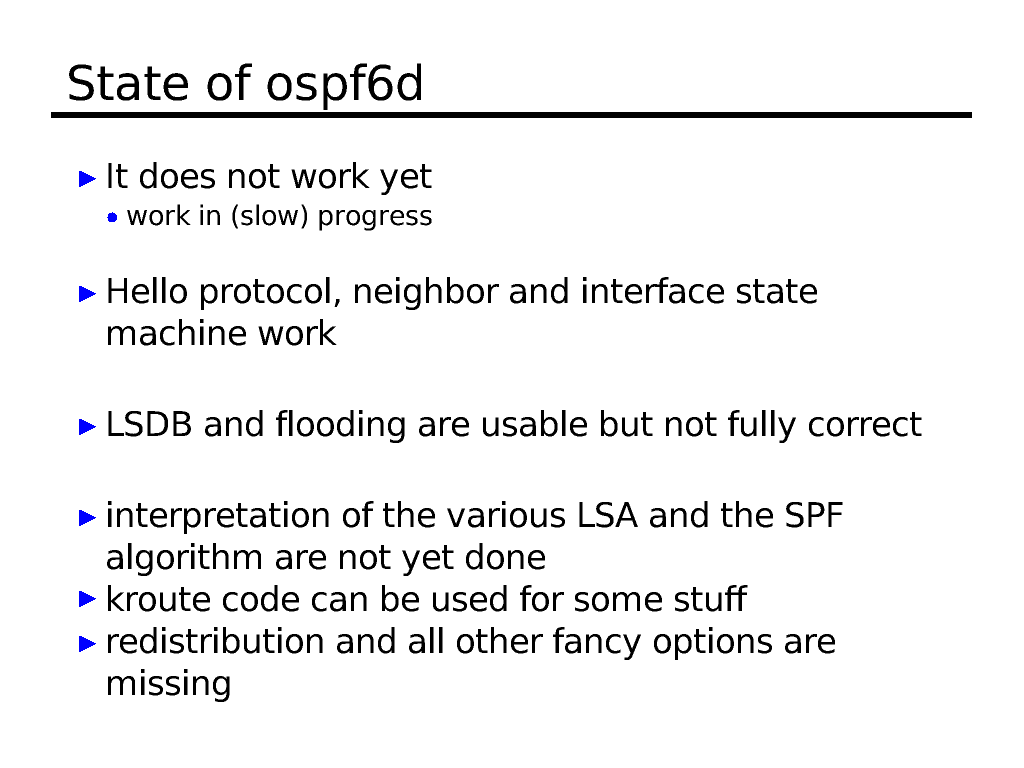 State of ospf6d
It does not work yet
work in (slow) progress
Hello protocol, neighbor and interface state
machine work
LSDB and flooding are usable but not fully correct
interpretation of the various LSA and the SPF
algorithm are not yet done
kroute code can be used for some stuff
redistribution and all other fancy options are
missing